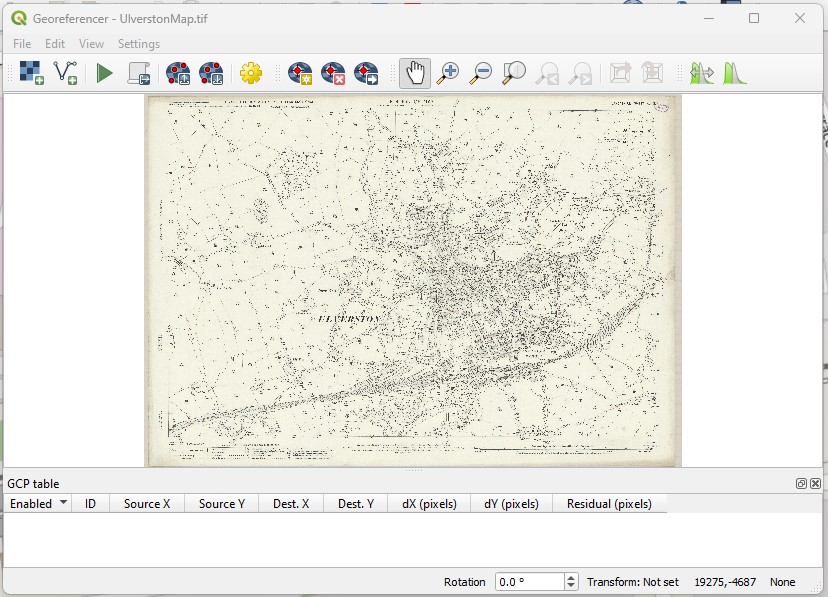 Georeferencer - UlverstonMap.tif
File Edit View Settings
ULVERSTON
GCP table
Enabled ID Source X Source Y Dest. X Dest. Y dX (pixels) dY (pixels) Residual (pixels)
Rotation 0.0 ° Transform: Not set 19275,-4687 None